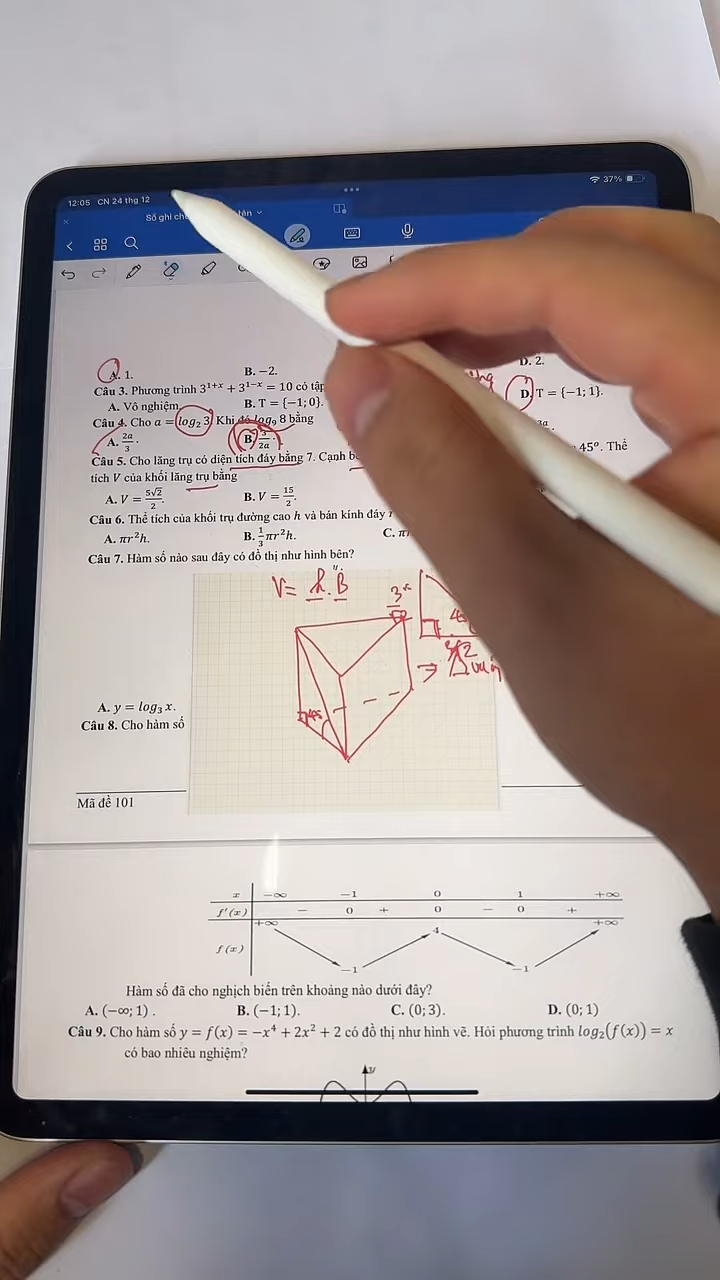 12:05 CN 24 thg 12
37%
Sổ ghi ch tên
A. 1. B. −2. D. 2.
Câu 3. Phương trình 3^{1+x} + 3^{1−x} = 10 có tập
A. Vô nghiệm B. T = {−1; 0}. D. T = {−1; 1}.
Câu 4. Cho a = log₂ 3. Khi đó log₉ 8 bằng
A. 2a/3. B. 3/2a.
Câu 5. Cho lăng trụ có diện tích đáy bằng 7. Cạnh 45°. Thể
tích V của khối lăng trụ bằng
A. V = 5√2/2. B. V = 15/2.
Câu 6. Thể tích của khối trụ đường cao h và bán kính đáy r
A. πr²h. B. 1/3 πr²h. C.
Câu 7. Hàm số nào sau đây có đồ thị như hình bên?
V = h.B
A. y = log₃ x.
Câu 8. Cho hàm số
Mã đề 101
x −∞ −1 0 1 +∞
f′(x) − 0 + 0 − 0 +
+∞ 4 +∞
f(x)
−1 −1
Hàm số đã cho nghịch biến trên khoảng nào dưới đây?
A. (−∞; 1) . B. (−1; 1). C. (0; 3). D. (0; 1)
Câu 9. Cho hàm số y = f(x) = −x⁴ + 2x² + 2 có đồ thị như hình vẽ. Hỏi phương trình log₂(f(x)) = x
có bao nhiêu nghiệm?
y